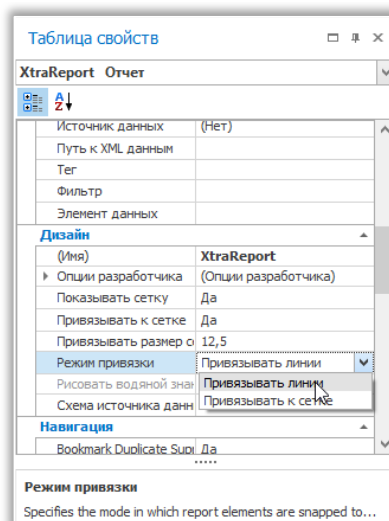 Таблица свойств
XtraReport Отчет
Источник данных (Нет)
Путь к XML данным
Тег
Фильтр
Элемент данных
Дизайн
(Имя) XtraReport
Опции разработчика (Опции разработчика)
Показывать сетку Да
Привязывать к сетке Да
Привязывать размер с 12,5
Режим привязки Привязывать линии
Рисовать водяной зна Привязывать линии
Привязывать к сетке
Схема источника данн
Навигация
Bookmark Duplicate Supp Да
Режим привязки
Specifies the mode in which report elements are snapped to...